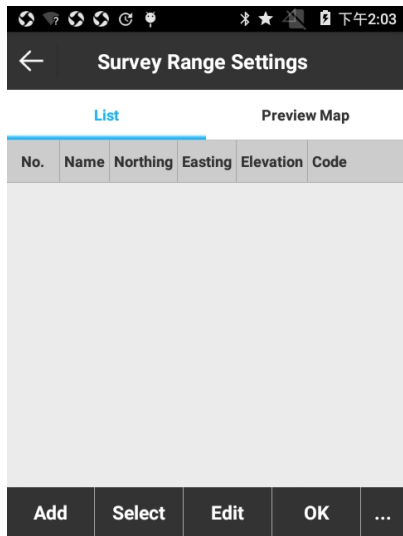 下午2:03
Survey Range Settings
List Preview Map
No. Name Northing Easting Elevation Code
Add Select Edit OK ...